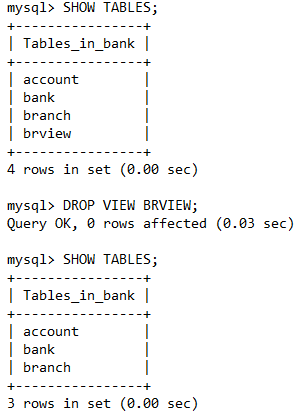 mysql> SHOW TABLES;
+----------------+
| Tables_in_bank |
+----------------+
| account        |
| bank           |
| branch         |
| brview         |
+----------------+
4 rows in set (0.00 sec)
mysql> DROP VIEW BRVIEW;
Query OK, 0 rows affected (0.03 sec)
mysql> SHOW TABLES;
+----------------+
| Tables_in_bank |
+----------------+
| account        |
| bank           |
| branch         |
+----------------+
3 rows in set (0.00 sec)